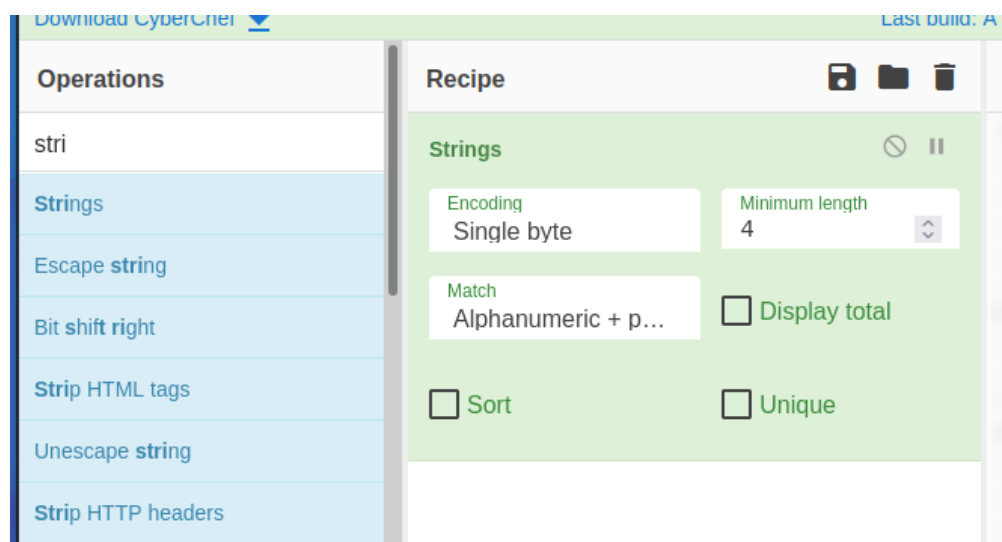 Download CyberChef
Last build: A
Operations
stri
Strings
Escape string
Bit shift right
Strip HTML tags
Unescape string
Strip HTTP headers
Recipe
Strings
Encoding
Single byte
Minimum length
4
Match
Alphanumeric + p...
Display total
Sort
Unique